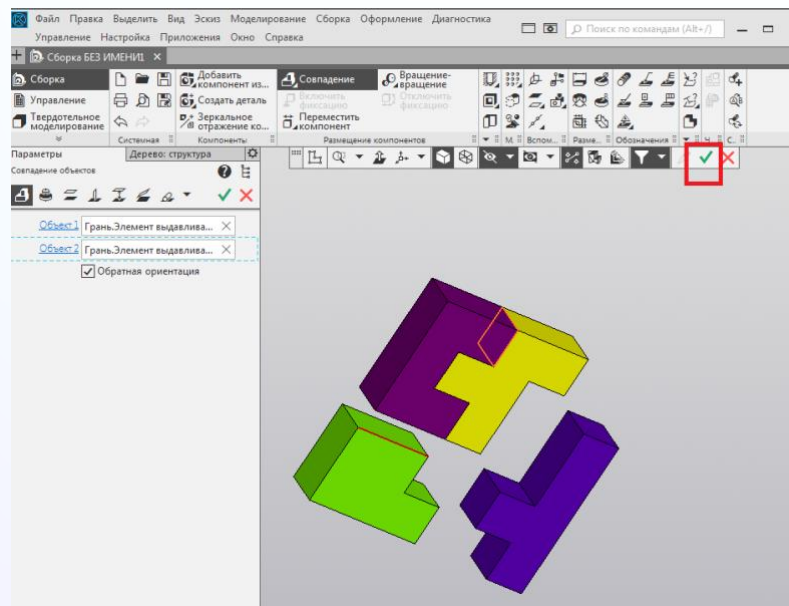 Файл Правка Выделить Вид Эскиз Моделирование Сборка Оформление Диагностика
Управление Настройка Приложения Окно Справка
Поиск по командам (Alt+/)
Сборка БЕЗ ИМЕНИ1
Сборка
Управление
Твердотельное моделирование
Системная
Добавить компонент из...
Создать деталь
Зеркальное отражение ко...
Компоненты
Совпадение
Включить фиксацию
Переместить компонент
Вращение-вращение
Отключить фиксацию
Размещение компонентов
М.
Вспом...
Разме...
Обозначения
Ч..
С..
Параметры
Дерево: структура
Совпадение объектов
Объект 1 Грань.Элемент выдавлива...
Объект 2 Грань.Элемент выдавлива...
Обратная ориентация